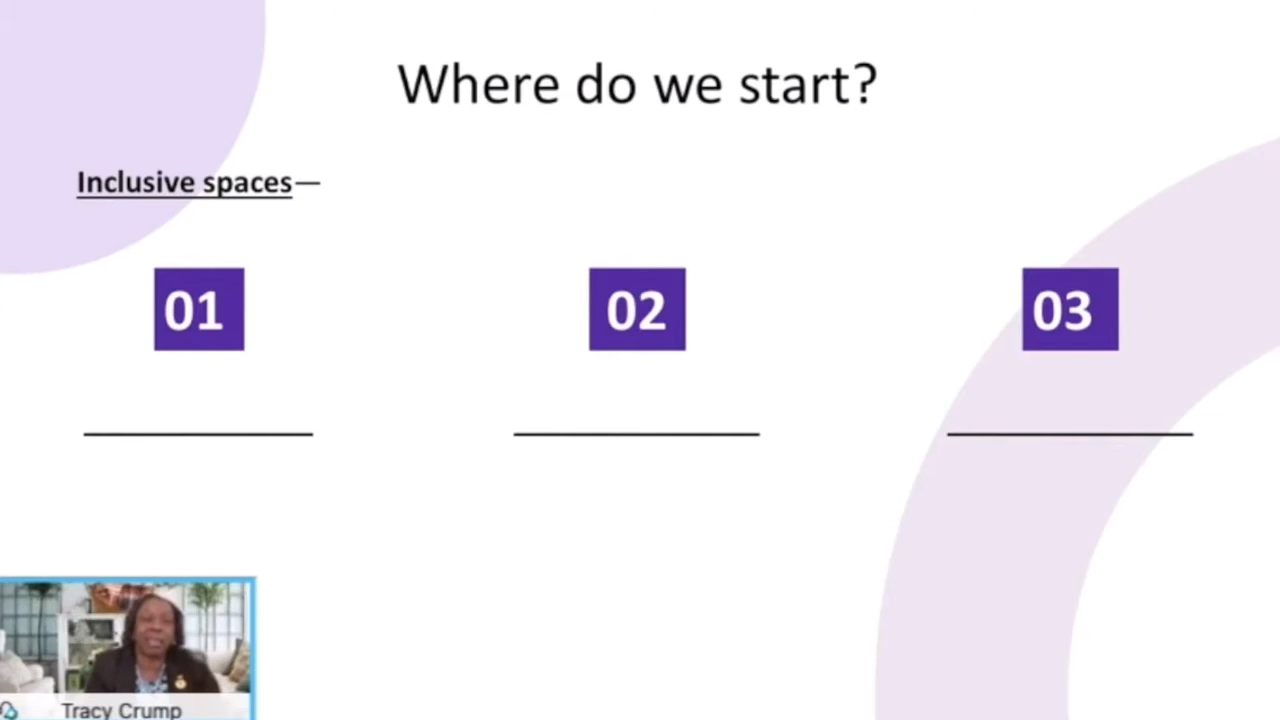 Where do we start?
Inclusive spaces—
01
02
03
Tracy Crump